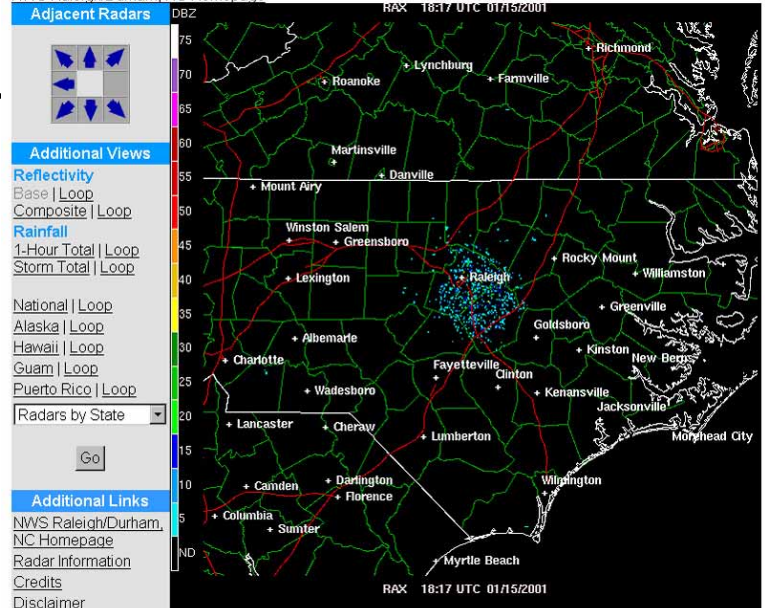 Adjacent Radars
Additional Views
Reflectivity
Base | Loop
Composite | Loop
Rainfall
1-Hour Total | Loop
Storm Total | Loop
National | Loop
Alaska | Loop
Hawaii | Loop
Guam | Loop
Puerto Rico | Loop
Radars by State
Go
Additional Links
NWS Raleigh/Durham,
NC Homepage
Radar Information
Credits
Disclaimer
DBZ
75
70
65
60
55
50
45
40
35
30
25
20
15
10
5
ND
RAX 18:17 UTC 01/15/2001
Richmond
Lynchburg
Roanoke
Farmville
Martinsville
Danville
Mount Airy
Winston Salem
Greensboro
Rocky Mount
Lexington
Raleigh
Williamston
Greenville
Goldsboro
Albemarle
Kinston
New Bern
Charlotte
Fayetteville
Clinton
Wadesboro
Kenansville
Jacksonville
Lancaster
Cheraw
Lumberton
Morehead City
Camden
Darlington
Florence
Wilmington
Columbia
Sumter
Myrtle Beach
RAX 18:17 UTC 01/15/2001